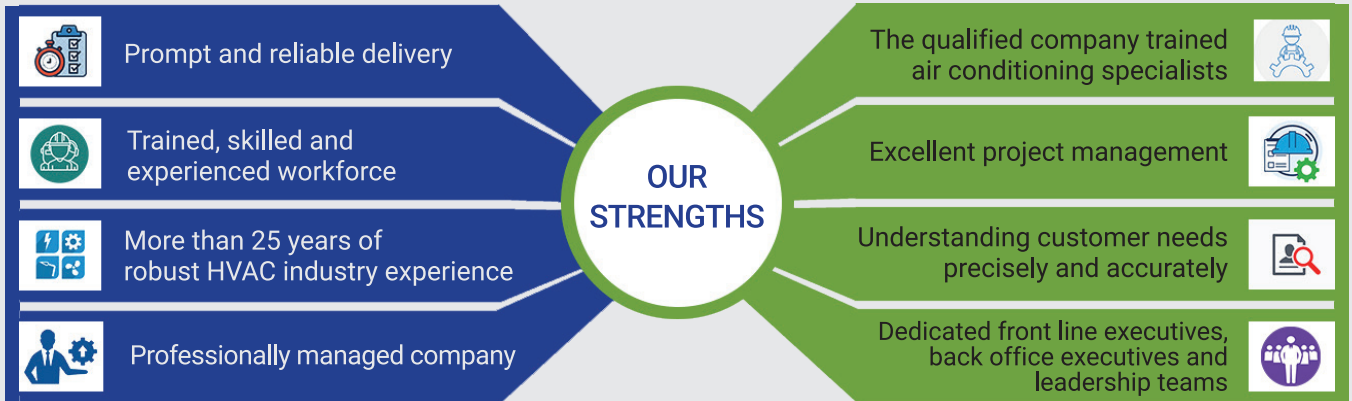 Prompt and reliable delivery
Trained, skilled and
experienced workforce
More than 25 years of
robust HVAC industry experience
Professionally managed company
OUR
STRENGTHS
The qualified company trained
air conditioning specialists
Excellent project management
Understanding customer needs
precisely and accurately
Dedicated front line executives,
back office executives and
leadership teams